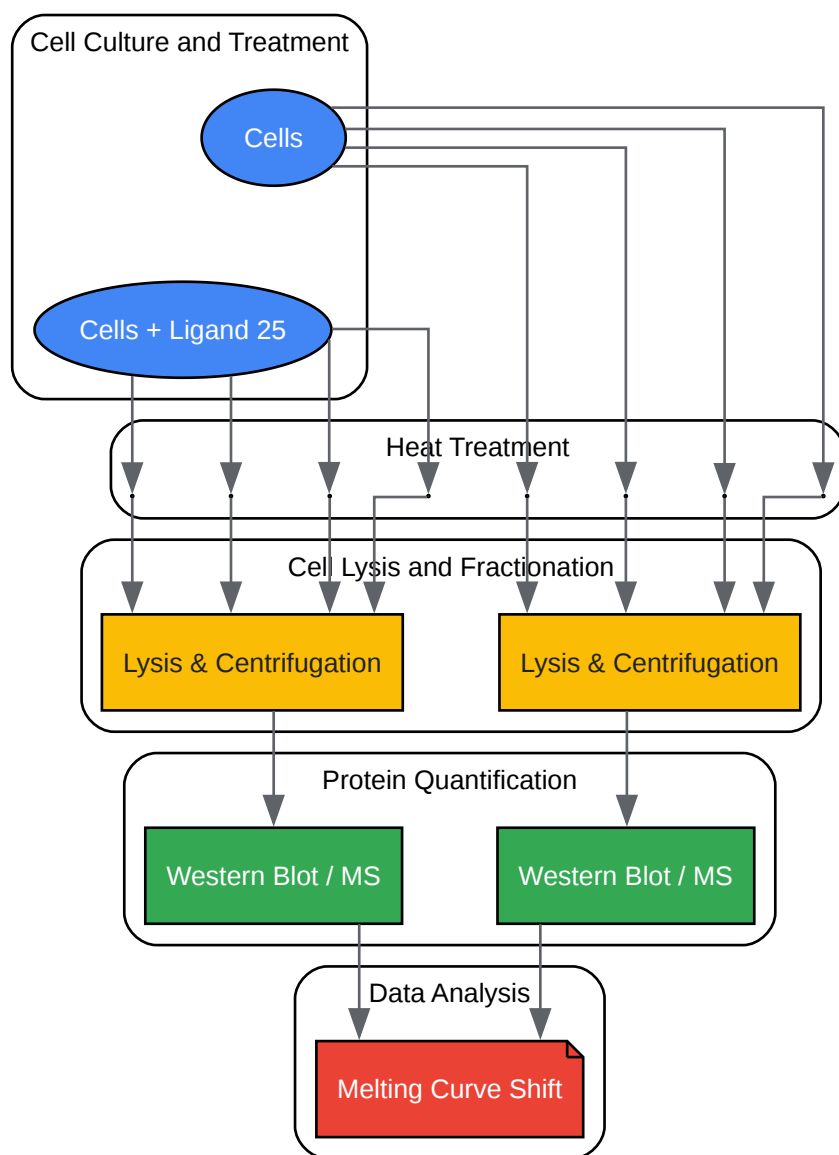 Cell Culture and Treatment
Cells
Cells + Ligand 25
Heat Treatment
Cell Lysis and Fractionation
Lysis & Centrifugation
Lysis & Centrifugation
Protein Quantification
Western Blot / MS
Western Blot / MS
Data Analysis
Melting Curve Shift